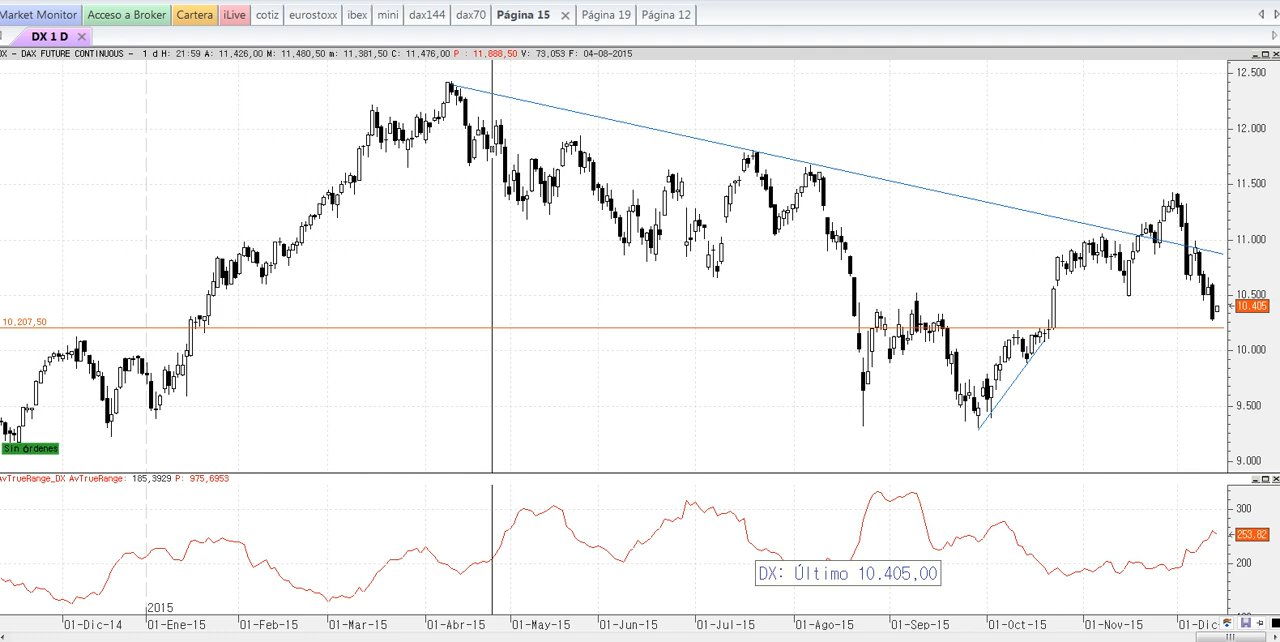 Market Monitor Acceso a Broker Cartera iLive cotiz eurostoxx ibex mini dax144 dax70 Página 15 Página 19 Página 12
DX 1 D
DX - DAX FUTURE CONTINUOUS - 1 d H: 21:59 A: 11.426,00 M: 11.480,50 m: 11.381,50 C: 11.476,00 P : 11.888,50 V: 73.053 F: 04-08-2015
12.500
12.000
11.500
11.000
10.500
10.405
10,207,50
10.000
9.500
Sin órdenes
9.000
AvTrueRange_DX AvTrueRange: 185,3929 P: 975,6953
300
253,82
200
DX: Último 10.405,00
2015
01-Dic-14 01-Ene-15 01-Feb-15 01-Mar-15 01-Abr-15 01-May-15 01-Jun-15 01-Jul-15 01-Ago-15 01-Sep-15 01-Oct-15 01-Nov-15 01-Dic